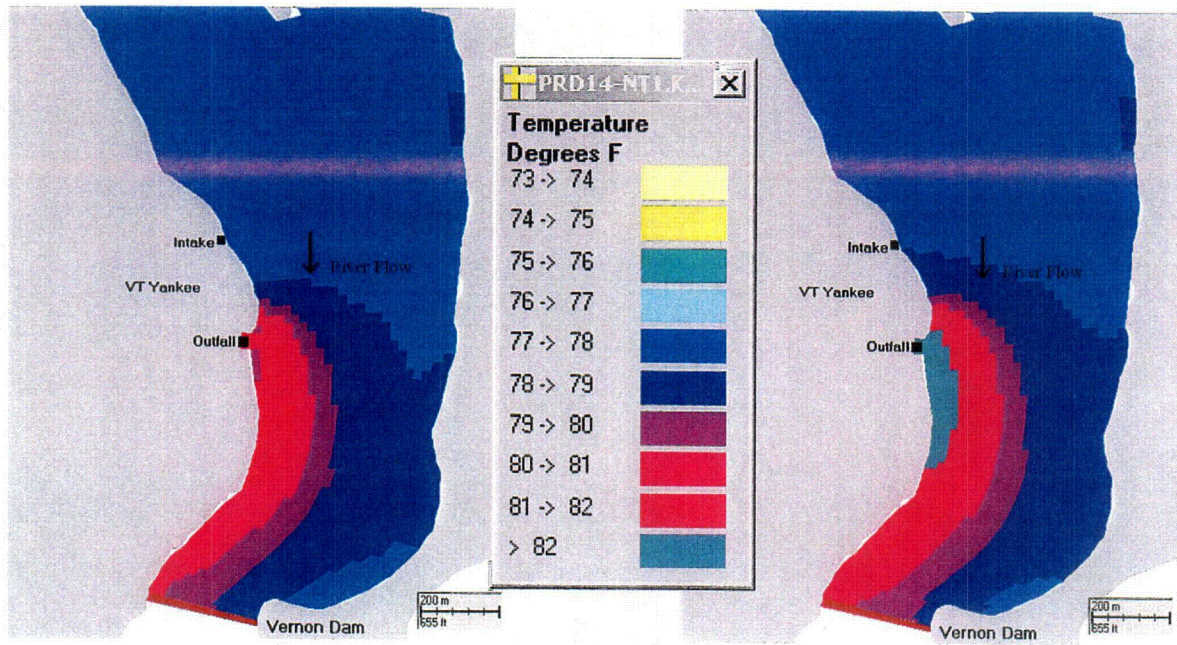 Intake
River Flow
VT Yankee
Outfall
200 m
655 ft
Vernon Dam
PRD14-NT1.K...
Temperature
Degrees F
73 -> 74
74 -> 75
75 -> 76
76 -> 77
77 -> 78
78 -> 79
79 -> 80
80 -> 81
81 -> 82
> 82
Intake
River Flow
VT Yankee
Outfall
200 m
655 ft
Vernon Dam